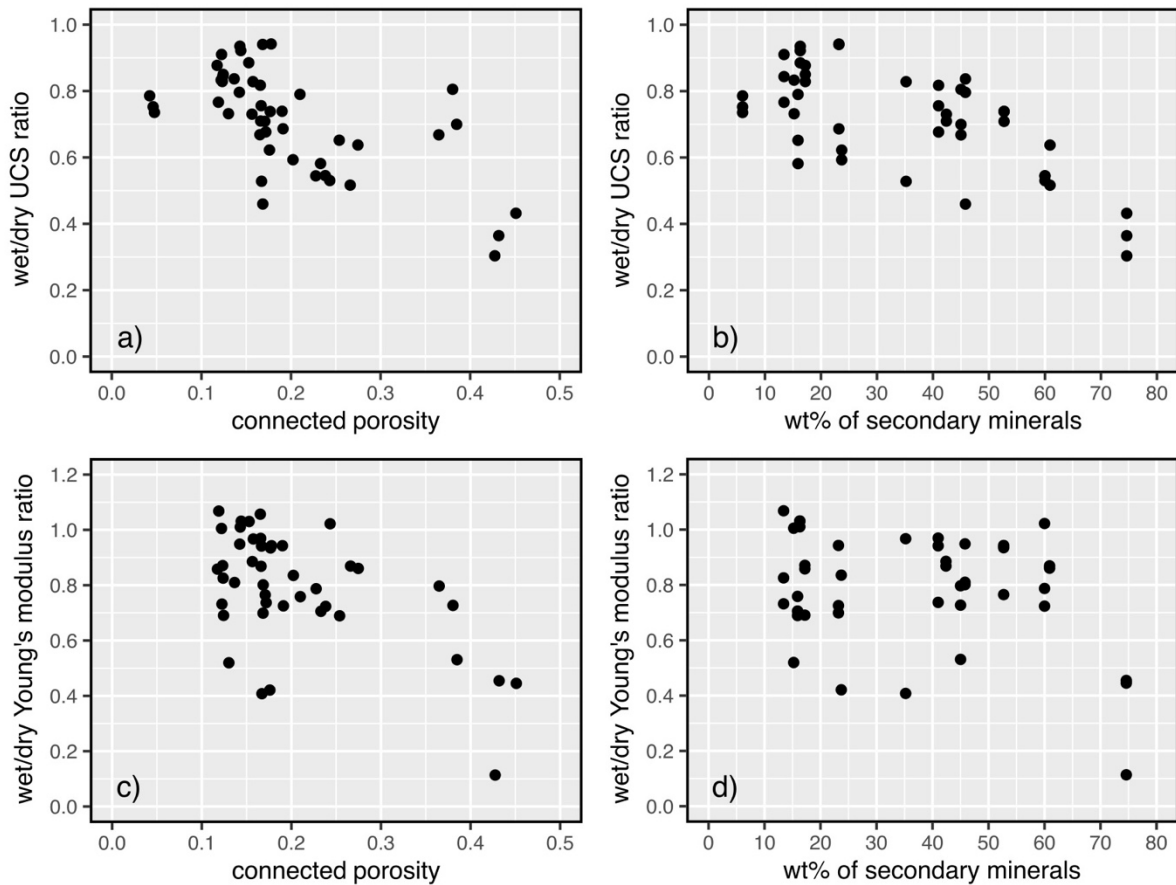 1.0
0.8
0.6
0.4
0.2
0.0
wet/dry UCS ratio
a)
0.0 0.1 0.2 0.3 0.4 0.5
connected porosity
1.0
0.8
0.6
0.4
0.2
0.0
wet/dry UCS ratio
b)
0 10 20 30 40 50 60 70 80
wt% of secondary minerals
1.2
1.0
0.8
0.6
0.4
0.2
0.0
wet/dry Young's modulus ratio
c)
0.0 0.1 0.2 0.3 0.4 0.5
connected porosity
1.2
1.0
0.8
0.6
0.4
0.2
0.0
wet/dry Young's modulus ratio
d)
0 10 20 30 40 50 60 70 80
wt% of secondary minerals